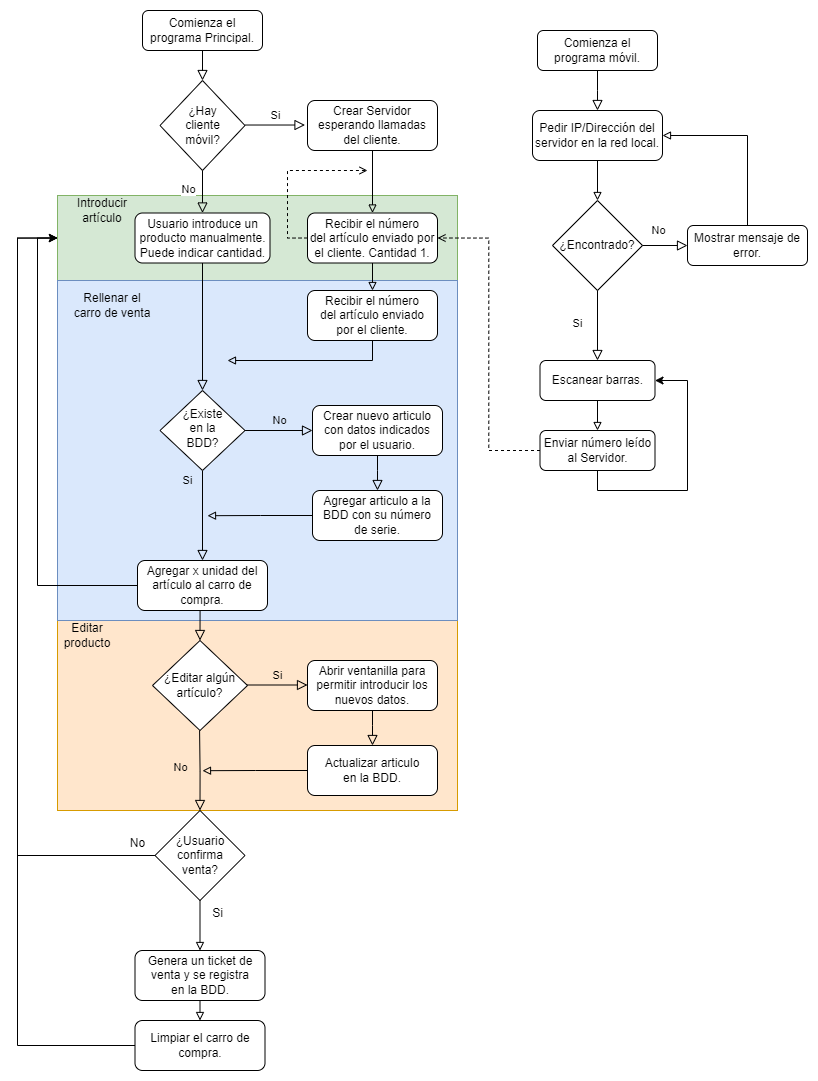 Comienza el
programa Principal.
¿Hay
cliente
móvil?
Si
Crear Servidor
esperando llamadas
del cliente.
No
Introducir
artículo
Usuario introduce un
producto manualmente.
Puede indicar cantidad.
Recibir el número
del artículo enviado por
el cliente. Cantidad 1.
Rellenar el
carro de venta
Recibir el número
del artículo enviado
por el cliente.
¿Existe
en la
BDD?
No
Crear nuevo articulo
con datos indicados
por el usuario.
Si
Agregar articulo a la
BDD con su número
de serie.
Agregar x unidad del
artículo al carro de
compra.
Editar
producto
¿Editar algún
artículo?
Si
Abrir ventanilla para
permitir introducir los
nuevos datos.
No
Actualizar articulo
en la BDD.
¿Usuario
confirma
venta?
No
Si
Genera un ticket de
venta y se registra
en la BDD.
Limpiar el carro de
compra.
Comienza el
programa móvil.
Pedir IP/Dirección del
servidor en la red local.
¿Encontrado?
No
Mostrar mensaje de
error.
Si
Escanear barras.
Enviar número leído
al Servidor.